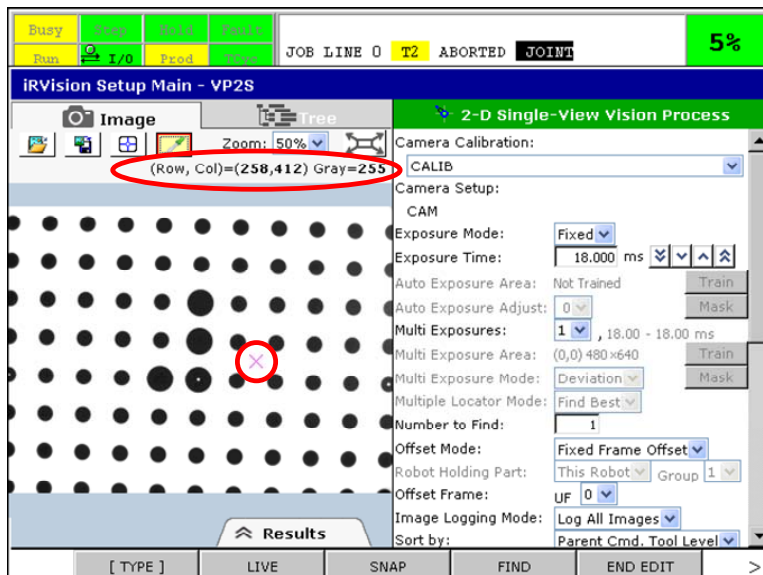 Busy Step Hold Fault
Run I/O Prod TCyc
JOB LINE 0 T2 ABORTED JOINT
5%
iRVision Setup Main - VP2S
Image
Tree
Zoom: 50%
(Row, Col)=(258,412) Gray=255
Results
2-D Single-View Vision Process
Camera Calibration:
CALIB
Camera Setup:
CAM
Exposure Mode: Fixed
Exposure Time: 18.000 ms
Auto Exposure Area: Not Trained Train
Auto Exposure Adjust: 0 Mask
Multi Exposures: 1 , 18.00 - 18.00 ms
Multi Exposure Area: (0,0) 480×640 Train
Multi Exposure Mode: Deviation Mask
Multiple Locator Mode: Find Best
Number to Find: 1
Offset Mode: Fixed Frame Offset
Robot Holding Part: This Robot Group 1
Offset Frame: UF 0
Image Logging Mode: Log All Images
Sort by: Parent Cmd. Tool Level
[ TYPE ] LIVE SNAP FIND END EDIT >